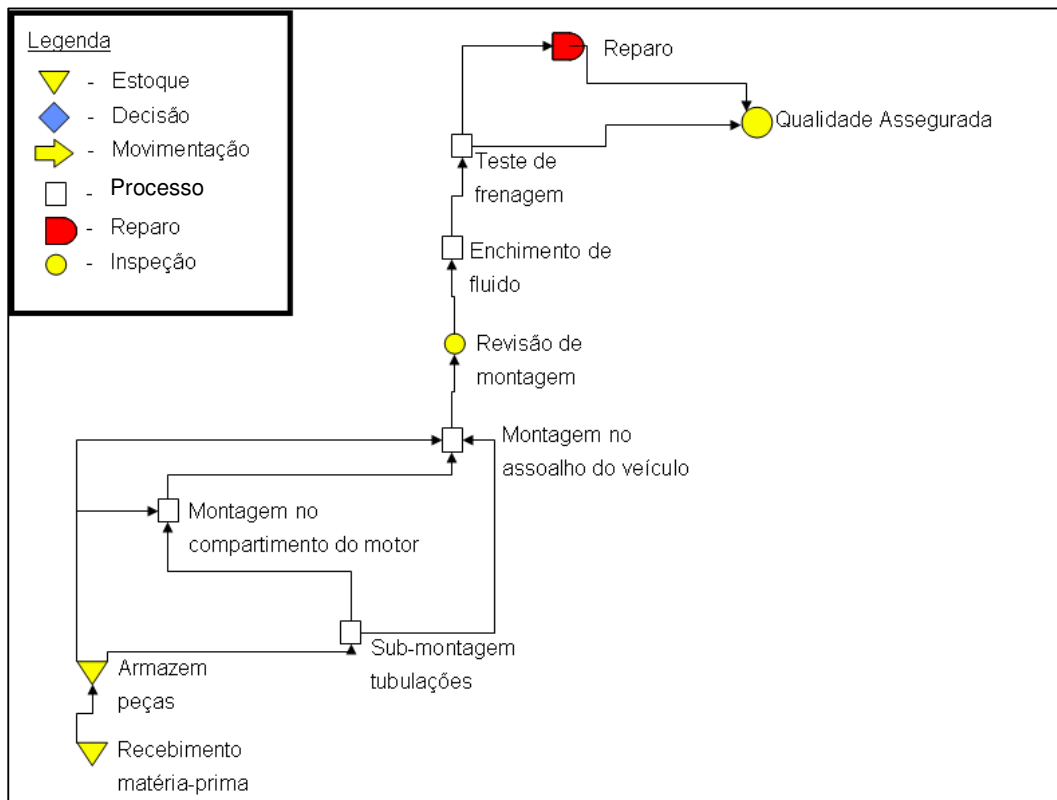 Legenda
- Estoque
- Decisão
- Movimentação
- Processo
- Reparo
- Inspeção
Reparo
Qualidade Assegurada
Teste de
frenagem
Enchimento de
fluido
Revisão de
montagem
Montagem no
assoalho do veículo
Montagem no
compartimento do motor
Sub-montagem
tubulações
Armazem
peças
Recebimento
matéria-prima